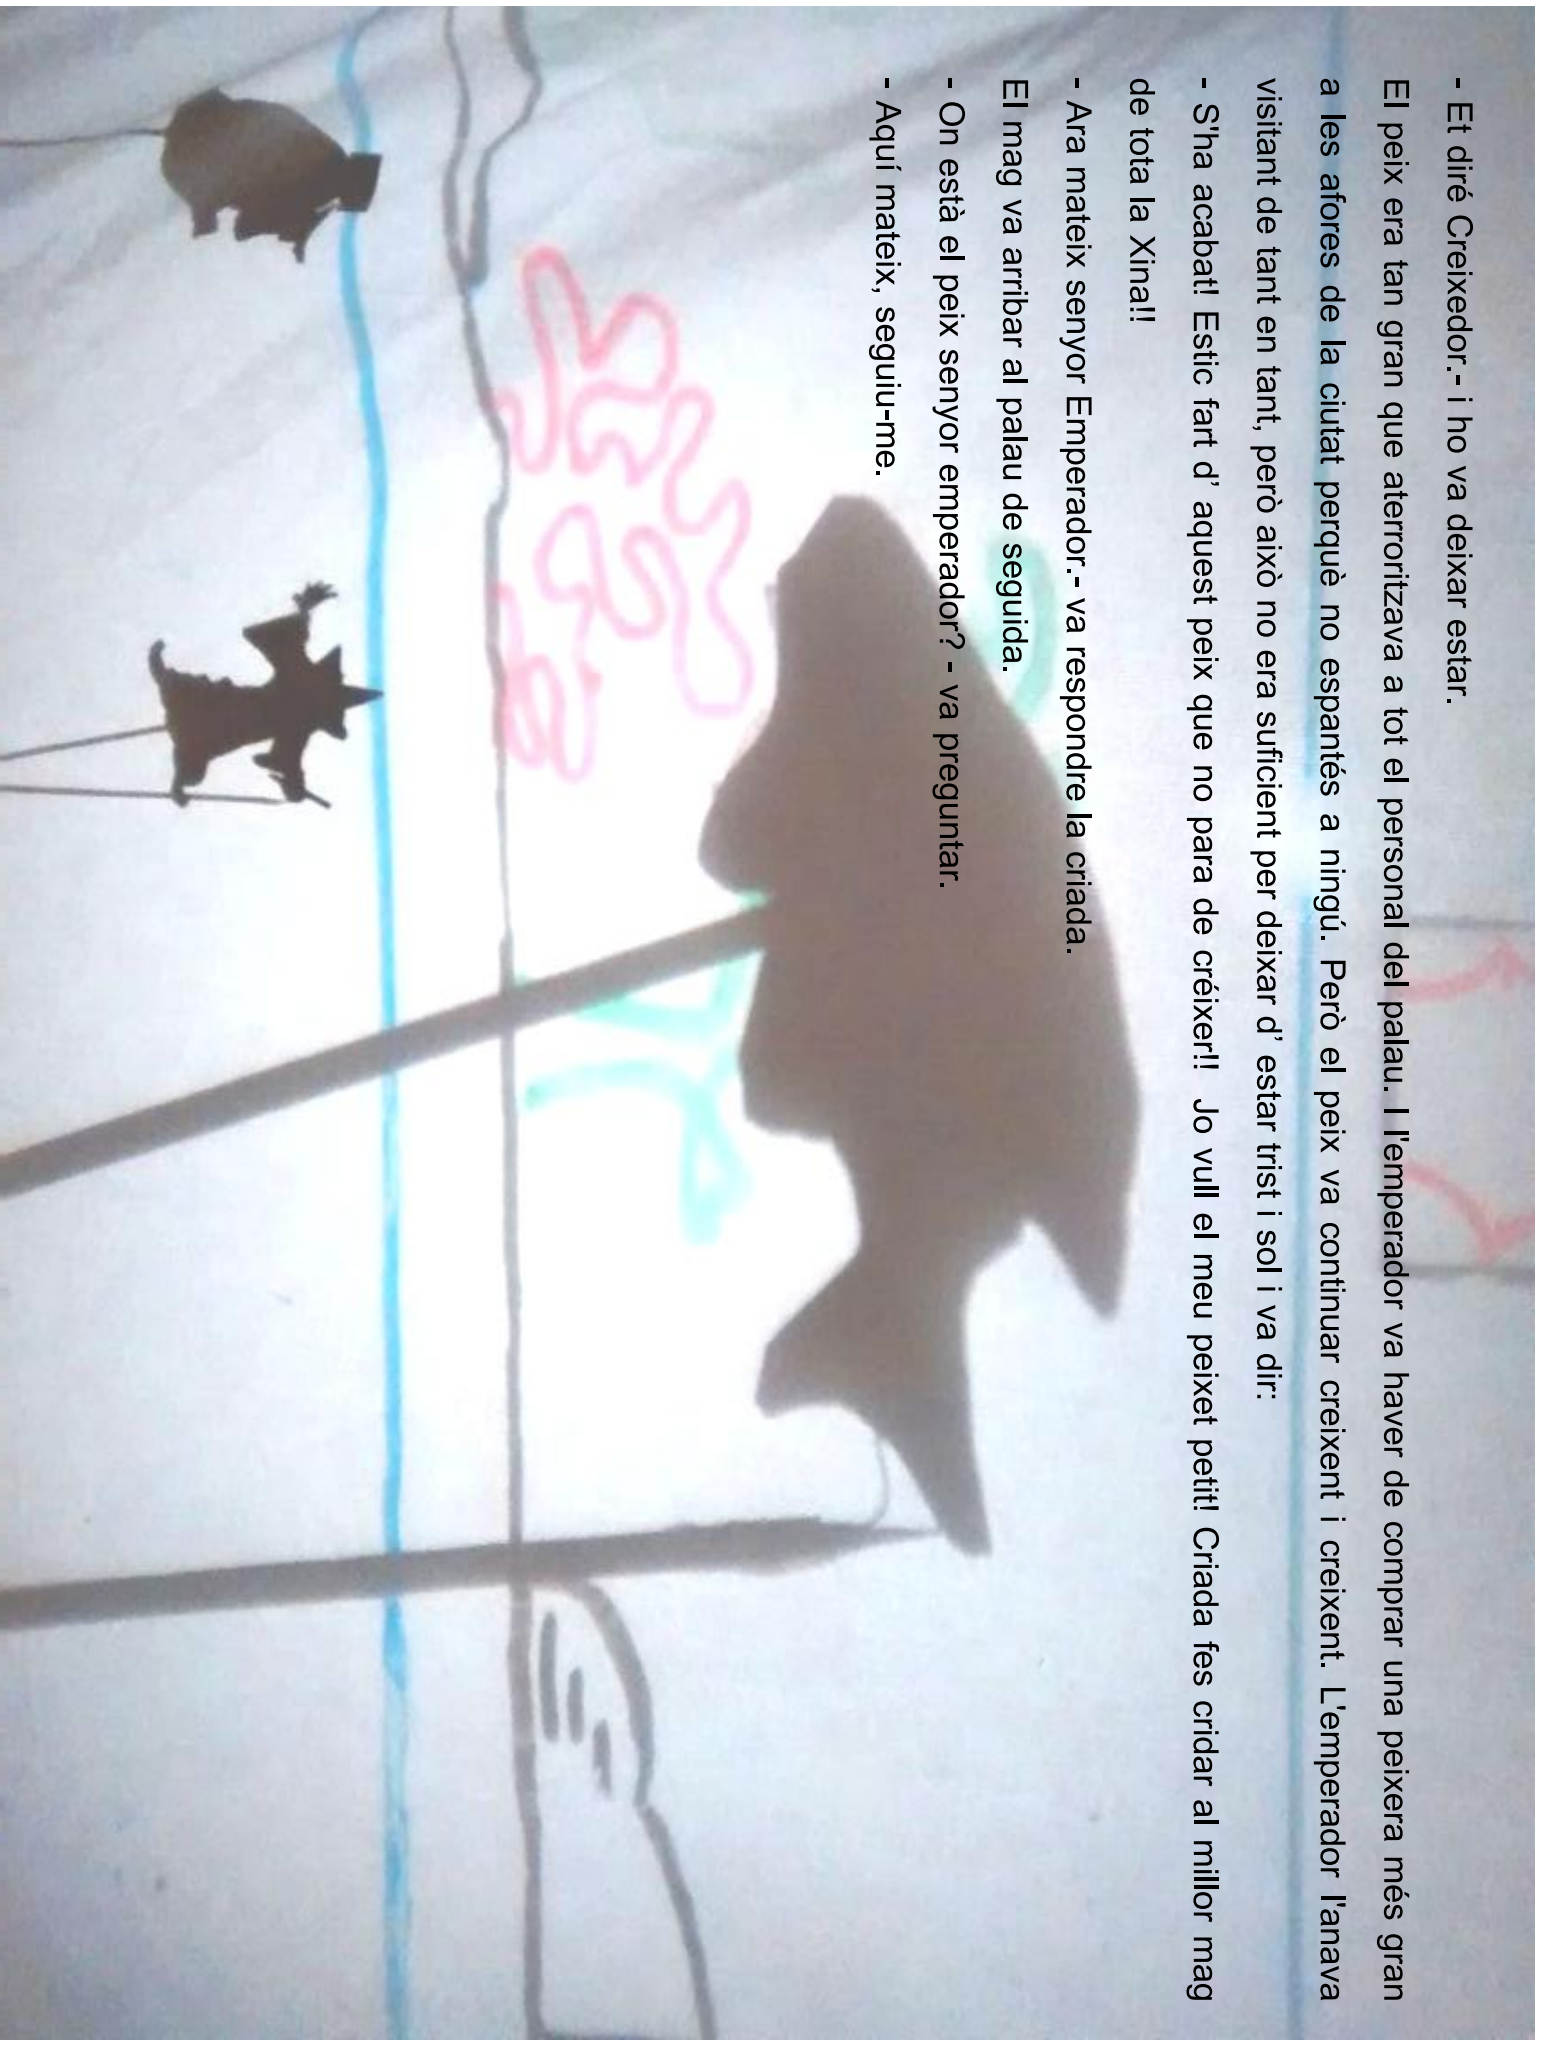 - Et diré Creixedor.- i ho va deixar estar.
El peix era tan gran que aterroritzava a tot el personal del palau. I l'emperador va haver de comprar una peixera més gran
a les afores de la ciutat perquè no espantés a ningú. Però el peix va continuar creixent i creixent. L'emperador l'anava
visitant de tant en tant, però això no era suficient per deixar d’ estar trist i sol i va dir:
- S'ha acabat! Estic fart d’ aquest peix que no para de créixer!! Jo vull el meu peixet petit! Criada fes cridar al millor mag
de tota la Xina!!
- Ara mateix senyor Emperador.- va respondre la criada.
El mag va arribar al palau de seguida.
- On està el peix senyor emperador? - va preguntar.
- Aquí mateix, seguiu-me.